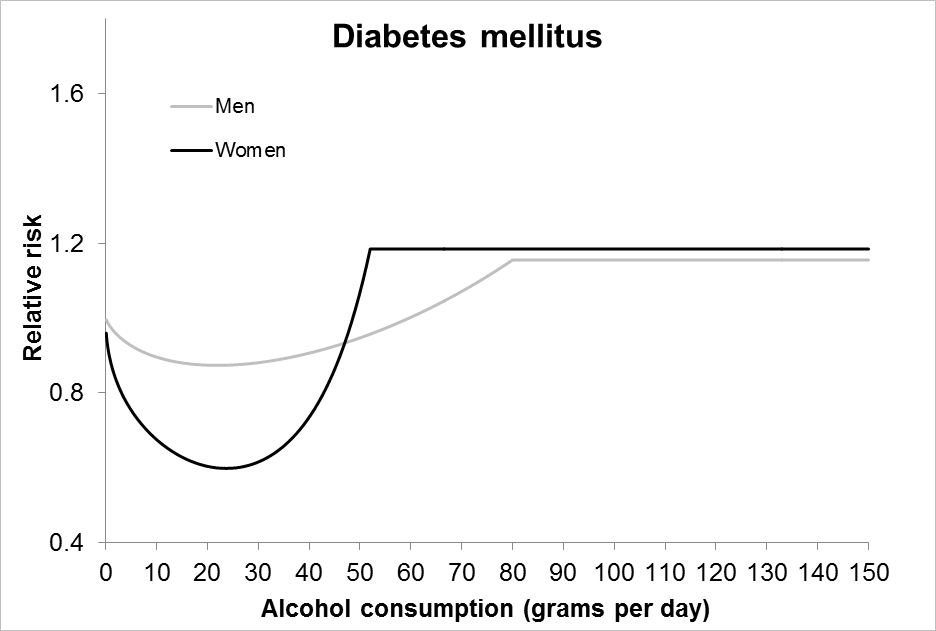 Diabetes mellitus
1.6
1.2
0.8
0.4
Men
Women
Relative risk
0 10 20 30 40 50 60 70 80 90 100 110 120 130 140 150
Alcohol consumption (grams per day)